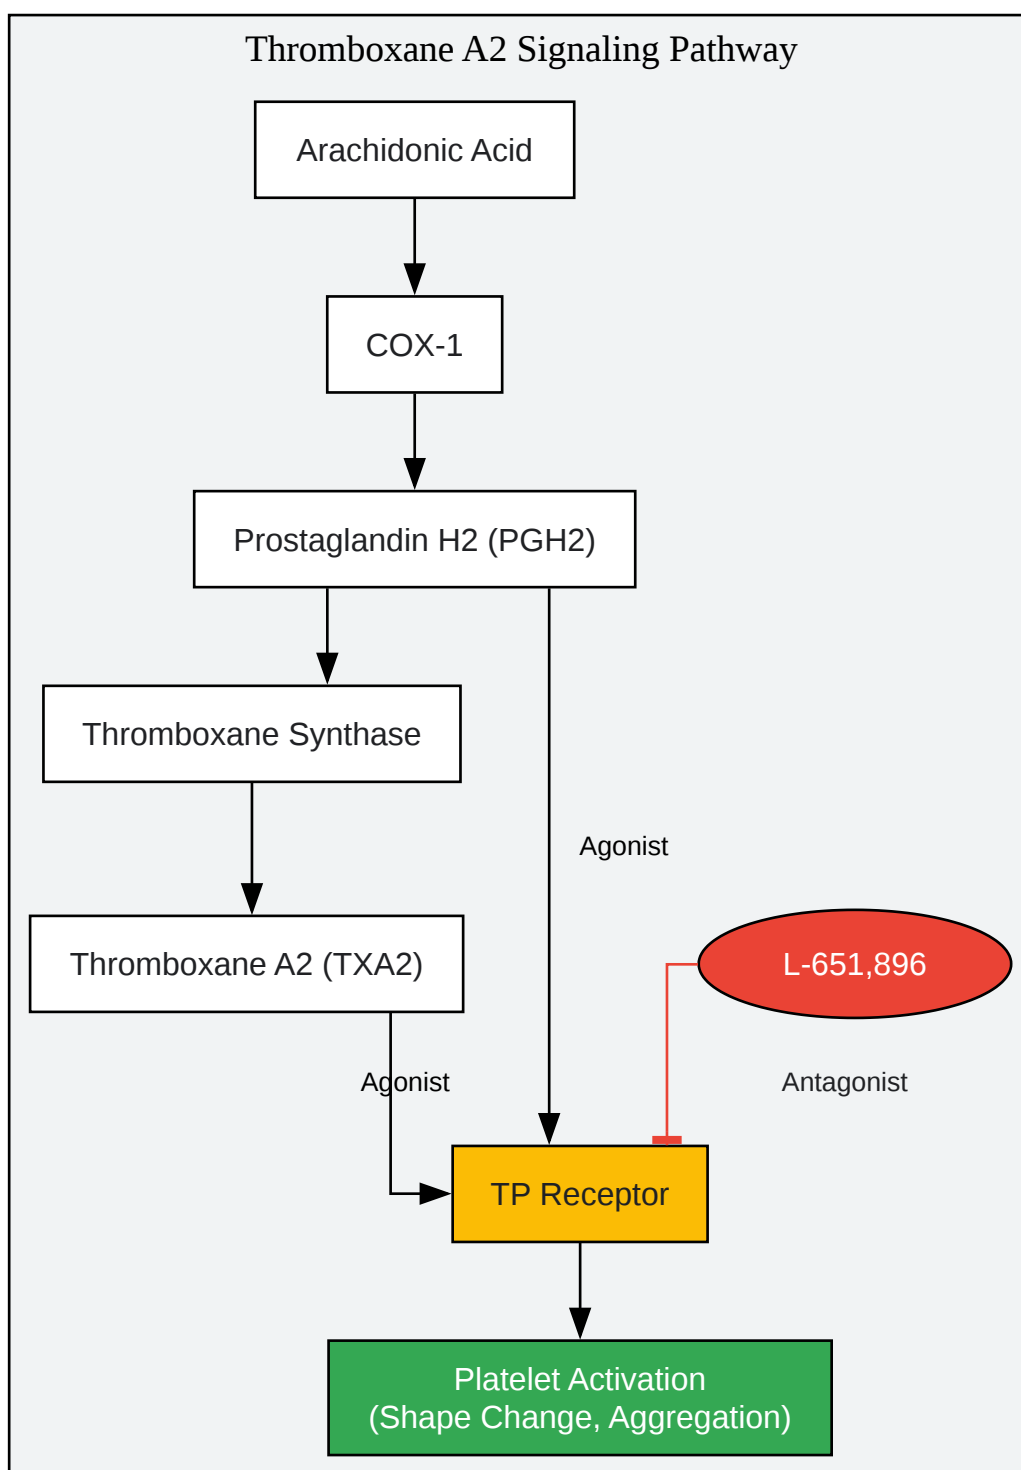 Thromboxane A2 Signaling Pathway
Arachidonic Acid
COX-1
Prostaglandin H2 (PGH2)
Thromboxane Synthase
Agonist
Thromboxane A2 (TXA2)
L-651,896
Agonist
Antagonist
TP Receptor
Platelet Activation
(Shape Change, Aggregation)